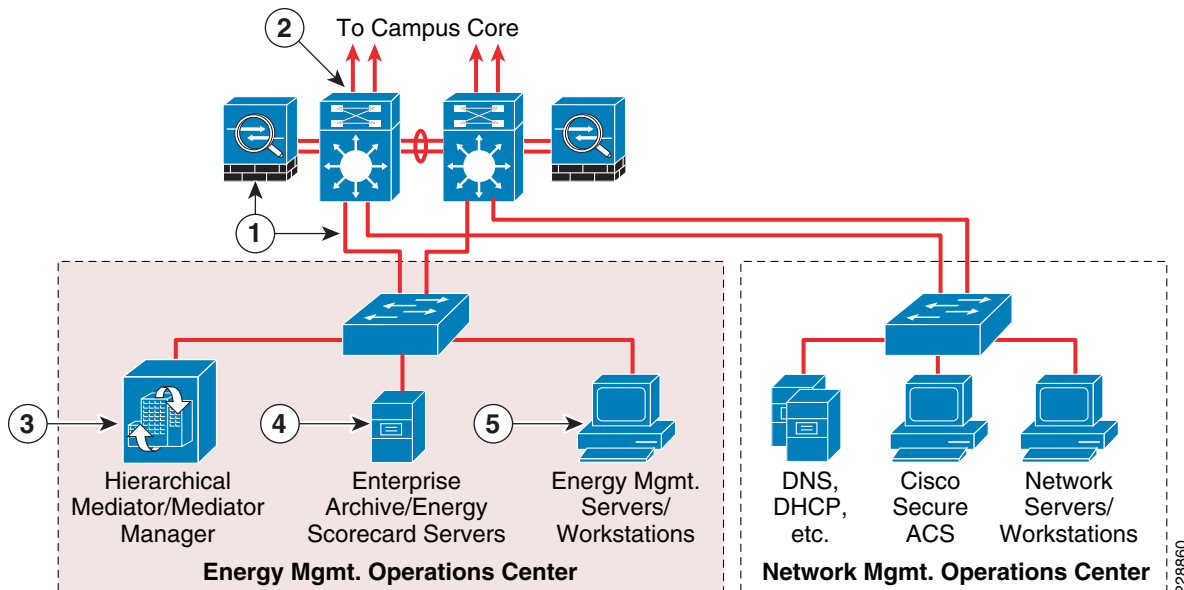 2
To Campus Core
1
3
4
5
Hierarchical
Mediator/Mediator
Manager
Enterprise
Archive/Energy
Scorecard Servers
Energy Mgmt.
Servers/
Workstations
Energy Mgmt. Operations Center
DNS,
DHCP,
etc.
Cisco
Secure
ACS
Network
Servers/
Workstations
Network Mgmt. Operations Center
228860